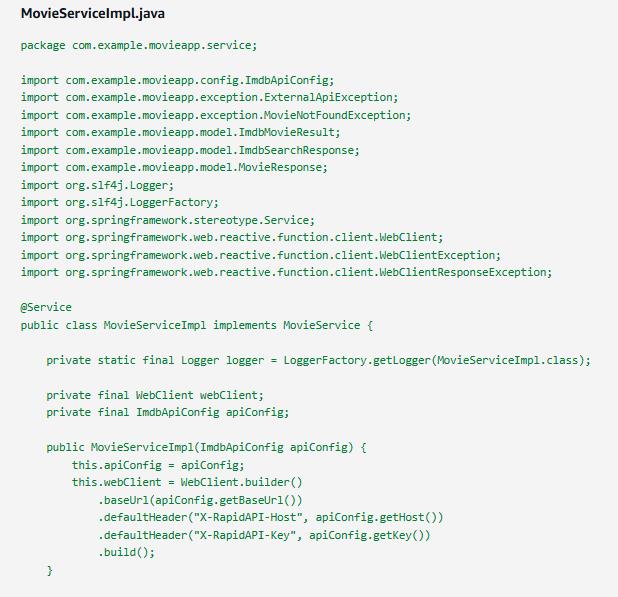 MovieServiceImpl.java
package com.example.movieapp.service;
import com.example.movieapp.config.ImdbApiConfig;
import com.example.movieapp.exception.ExternalApiException;
import com.example.movieapp.exception.MovieNotFoundException;
import com.example.movieapp.model.ImdbMovieResult;
import com.example.movieapp.model.ImdbSearchResponse;
import com.example.movieapp.model.MovieResponse;
import org.slf4j.Logger;
import org.slf4j.LoggerFactory;
import org.springframework.stereotype.Service;
import org.springframework.web.reactive.function.client.WebClient;
import org.springframework.web.reactive.function.client.WebClientException;
import org.springframework.web.reactive.function.client.WebClientResponseException;
@Service
public class MovieServiceImpl implements MovieService {
    private static final Logger logger = LoggerFactory.getLogger(MovieServiceImpl.class);
    private final WebClient webClient;
    private final ImdbApiConfig apiConfig;
    public MovieServiceImpl(ImdbApiConfig apiConfig) {
        this.apiConfig = apiConfig;
        this.webClient = WebClient.builder()
            .baseUrl(apiConfig.getBaseUrl())
            .defaultHeader("X-RapidAPI-Host", apiConfig.getHost())
            .defaultHeader("X-RapidAPI-Key", apiConfig.getKey())
            .build();
    }